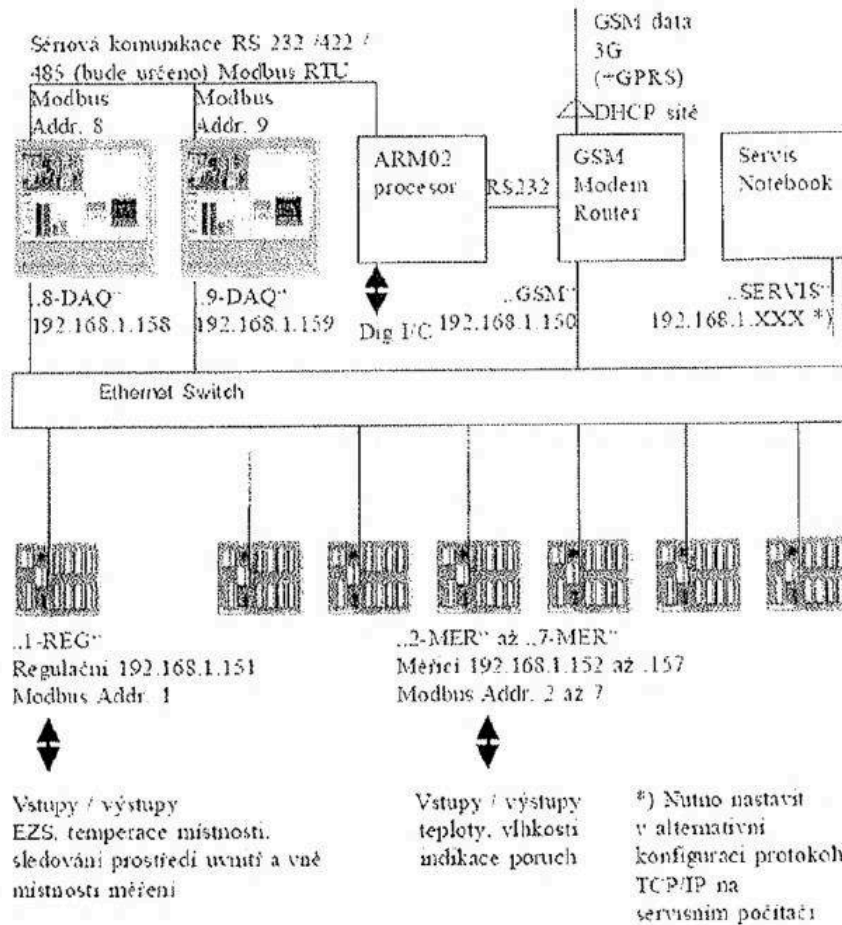 Sériová komunikace RS 232 /422 /
485 (bude určeno) Modbus RTU
Modbus
Addr. 8
Modbus
Addr. 9
GSM data
3G
(+GPRS)
DHCP sítě
ARM02
procesor
RS232
GSM
Modem
Router
Servis
Notebook
„8-DAQ“
192.168.1.158
„9-DAQ“
192.168.1.159
Dig I/C
„GSM“
192.168.1.150
„SERVIS“
192.168.1.XXX *)
Ethernet Switch
„1-REG“
Regulační 192.168.1.151
Modbus Addr. 1
„2-MER“ až „7-MER“
Měřicí 192.168.1.152 až .157
Modbus Addr. 2 až 7
Vstupy / výstupy
EZS, temperace místnosti,
sledování prostředí uvnitř a vně
místnosti měření
Vstupy / výstupy
teploty, vlhkosti
indikace poruch
*) Nutno nastavit
v alternativní
konfiguraci protokolu
TCP/IP na
servisním počítači